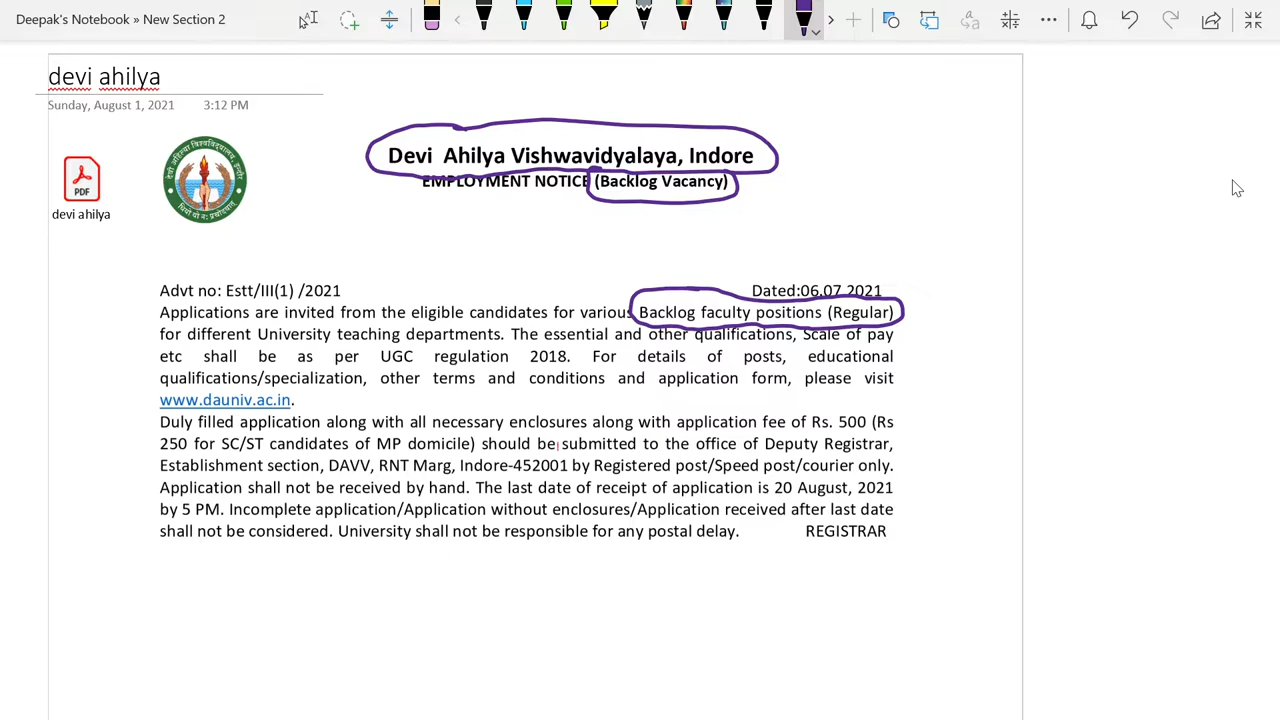 Deepak's Notebook » New Section 2
devi ahilya
Sunday, August 1, 2021 3:12 PM
PDF
devi ahilya
देवी अहिल्या विश्वविद्यालय, इन्दौर
धियो यो नः प्रचोदयात्
Devi Ahilya Vishwavidyalaya, Indore
EMPLOYMENT NOTICE (Backlog Vacancy)
Advt no: Estt/III(1) /2021 Dated:06.07.2021
Applications are invited from the eligible candidates for various Backlog faculty positions (Regular)
for different University teaching departments. The essential and other qualifications, Scale of pay
etc shall be as per UGC regulation 2018. For details of posts, educational
qualifications/specialization, other terms and conditions and application form, please visit
www.dauniv.ac.in.
Duly filled application along with all necessary enclosures along with application fee of Rs. 500 (Rs
250 for SC/ST candidates of MP domicile) should be submitted to the office of Deputy Registrar,
Establishment section, DAVV, RNT Marg, Indore-452001 by Registered post/Speed post/courier only.
Application shall not be received by hand. The last date of receipt of application is 20 August, 2021
by 5 PM. Incomplete application/Application without enclosures/Application received after last date
shall not be considered. University shall not be responsible for any postal delay. REGISTRAR